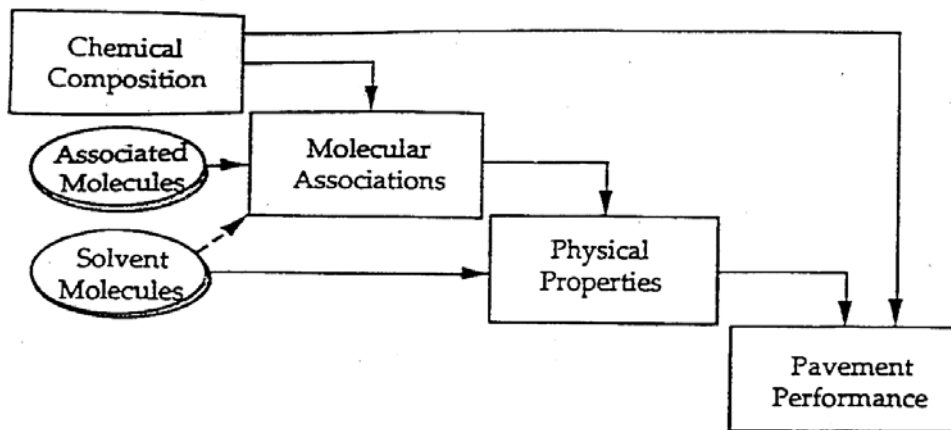 Chemical
Composition
Associated
Molecules
Molecular
Associations
Solvent
Molecules
Physical
Properties
Pavement
Performance